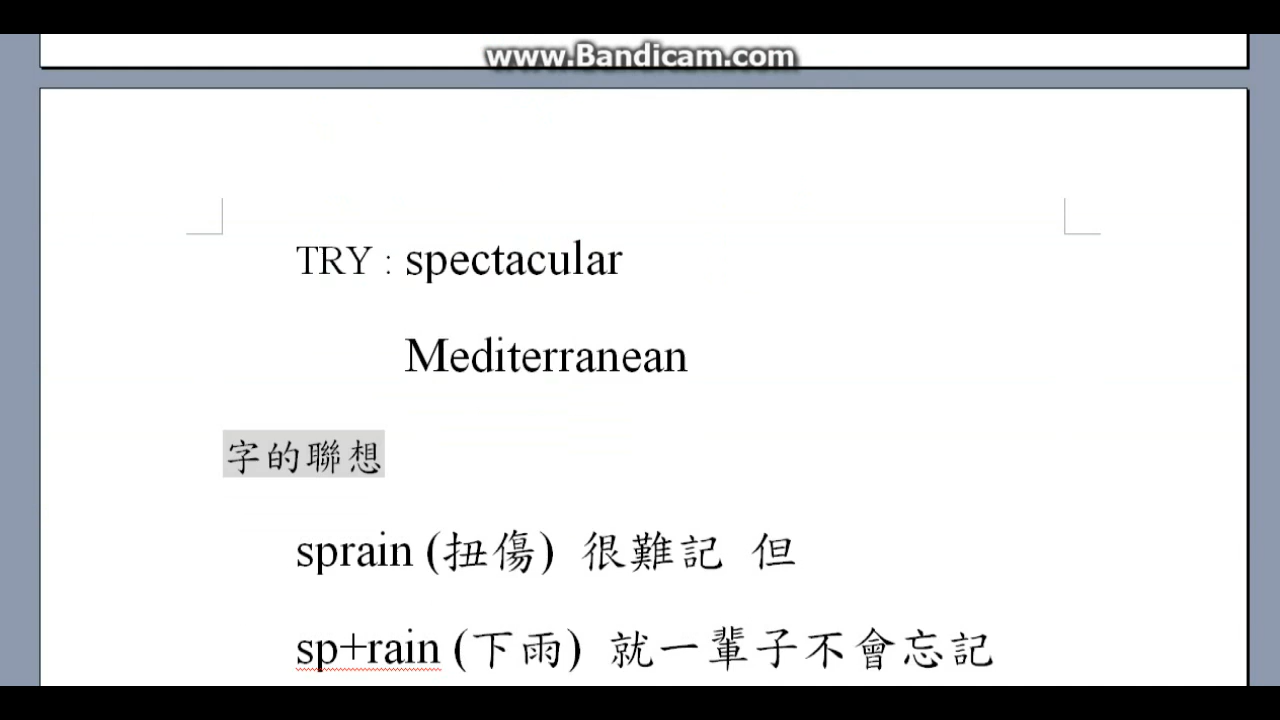 www.Bandicam.com
TRY : spectacular
Mediterranean
字的聯想
sprain (扭傷) 很難記 但
sp+rain (下雨) 就一輩子不會忘記